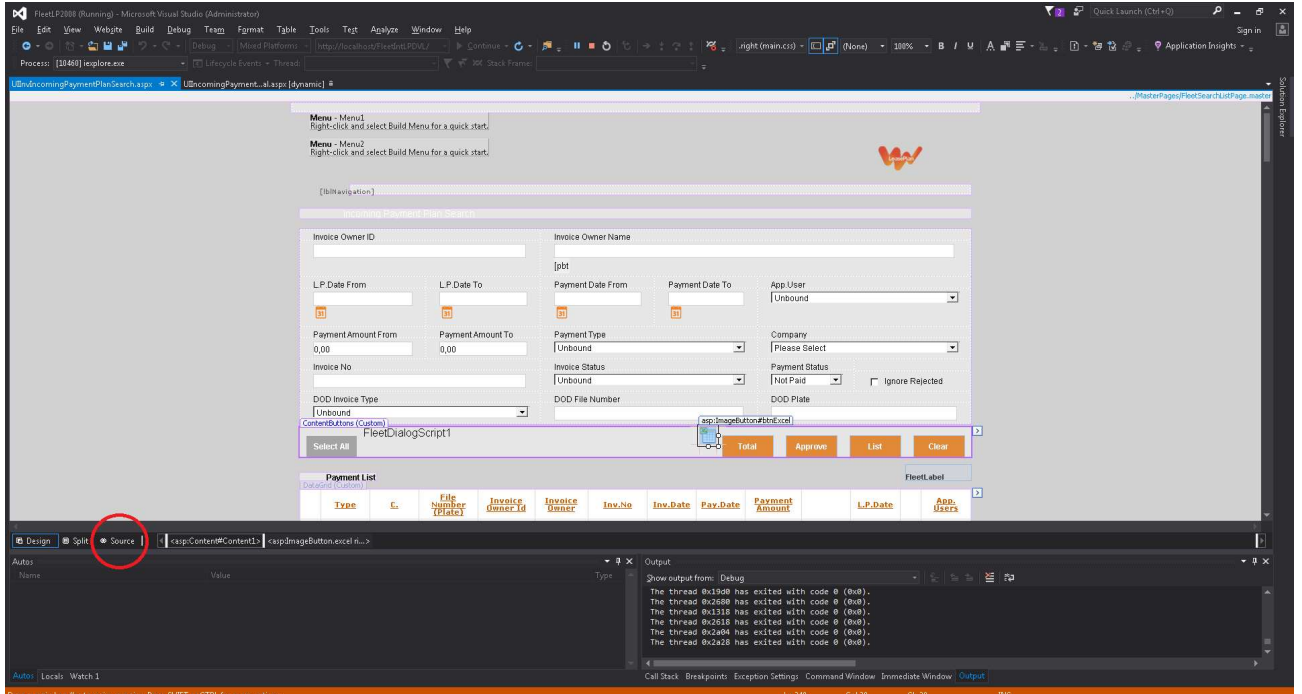 FleetLP2008 (Running) - Microsoft Visual Studio (Administrator)
Quick Launch (Ctrl+Q)
File Edit View Website Build Debug Team Format Table Tools Test Analyze Window Help
Sign in
Debug Mixed Platforms http://localhost/FleetIntLPDVL/ Continue .right (main.css) (None) 100% B I U A Application Insights
Process: [10460] iexplore.exe Lifecycle Events Thread: Stack Frame:
UIInvIncomingPaymentPlanSearch.aspx UIIncomingPayment...al.aspx [dynamic]
../MasterPages/FleetSearchListPage.master
Solution Explorer
Menu - Menu1
Right-click and select Build Menu for a quick start.
Menu - Menu2
Right-click and select Build Menu for a quick start.
[lblNavigation]
Incoming Payment Plan Search
Invoice Owner ID Invoice Owner Name
[pbt
L.P.Date From L.P.Date To Payment Date From Payment Date To App.User
Unbound
31 31 31 31
Payment Amount From Payment Amount To Payment Type Company
0,00 0,00 Unbound Please Select
Invoice No Invoice Status Payment Status
Unbound Not Paid Ignore Rejected
DOD Invoice Type DOD File Number DOD Plate
Unbound
asp:ImageButton#btnExcel
ContentButtons (Custom)
FleetDialogScript1
Select All Total Approve List Clear
Payment List FleetLabel
DataGrid (Custom)
Type C. File Number (Plate) Invoice Owner Id Invoice Owner Inv.No Inv.Date Pay.Date Payment Amount L.P.Date App. Users
Design Split Source <asp:Content#Content1> <asp:ImageButton.excel ri...>
Autos
Name Value Type
Output
Show output from: Debug
The thread 0x19d0 has exited with code 0 (0x0).
The thread 0x2680 has exited with code 0 (0x0).
The thread 0x1318 has exited with code 0 (0x0).
The thread 0x2618 has exited with code 0 (0x0).
The thread 0x2a04 has exited with code 0 (0x0).
The thread 0x2a28 has exited with code 0 (0x0).
Autos Locals Watch 1
Call Stack Breakpoints Exception Settings Command Window Immediate Window Output